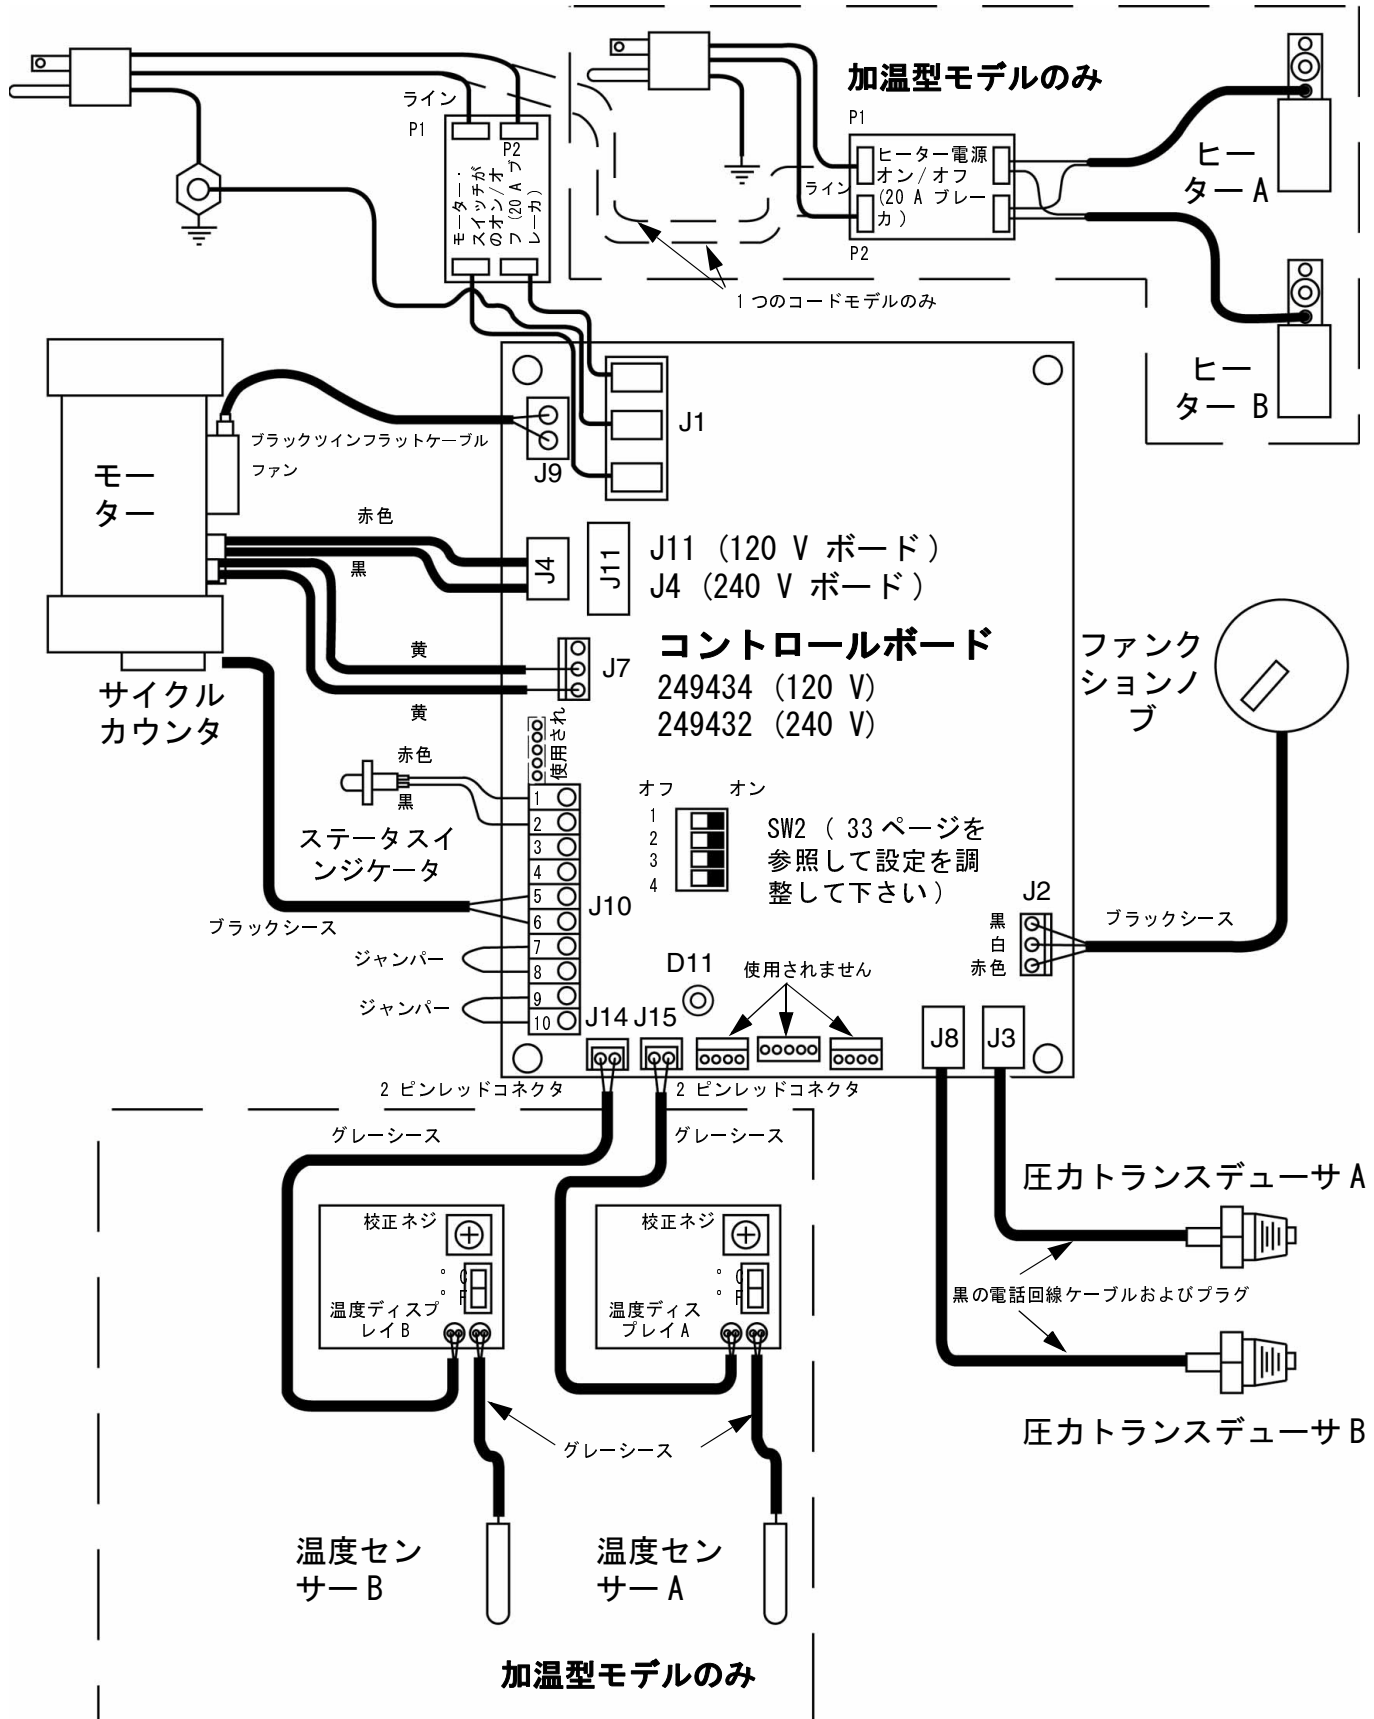 加温型モデルのみ
ライン
P1
P2
モーター・
スイッチが
のオン/オ
フ (20 A ブ
レーカ)
P1
ヒーター電源
オン/オフ
(20 A ブレー
カ)
ライン
P2
ヒー
ターA
1つのコードモデルのみ
ヒー
ター B
モー
ター
ブラックツインフラットケーブル
ファン
J9
J1
赤色
黒
J4
J11
J11 (120 V ボード)
J4 (240 V ボード)
コントロールボード
249434 (120 V)
249432 (240 V)
黄
J7
黄
サイクル
カウンタ
ファンク
ションノ
ブ
使用され
赤色
黒
ステータスイ
ンジケータ
1
2
3
4
5
6
7
8
9
10
J10
オフ
オン
1
2
3
4
SW2 ( 33 ページを
参照して設定を調
整して下さい)
J2
黒
白
赤色
ブラックシース
ブラックシース
ジャンパー
ジャンパー
D11
使用されません
J14
J15
J8
J3
2 ピンレッドコネクタ
2 ピンレッドコネクタ
グレーシース
グレーシース
圧力トランスデューサ A
校正ネジ
° C
° F
温度ディスプ
レイB
校正ネジ
° C
° F
温度ディス
プレイA
黒の電話回線ケーブルおよびプラグ
圧力トランスデューサ B
グレーシース
温度セン
サー B
温度セン
サー A
加温型モデルのみ